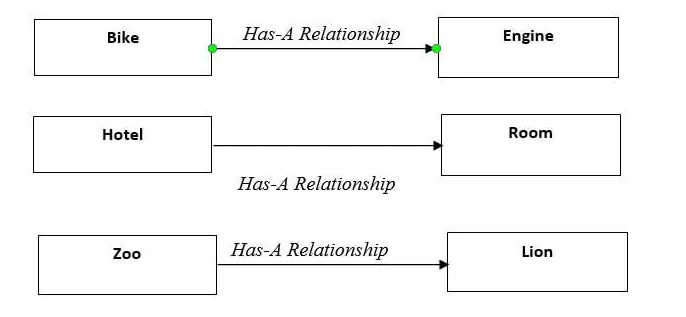 Bike
Has-A Relationship
Engine
Hotel
Room
Has-A Relationship
Zoo
Has-A Relationship
Lion